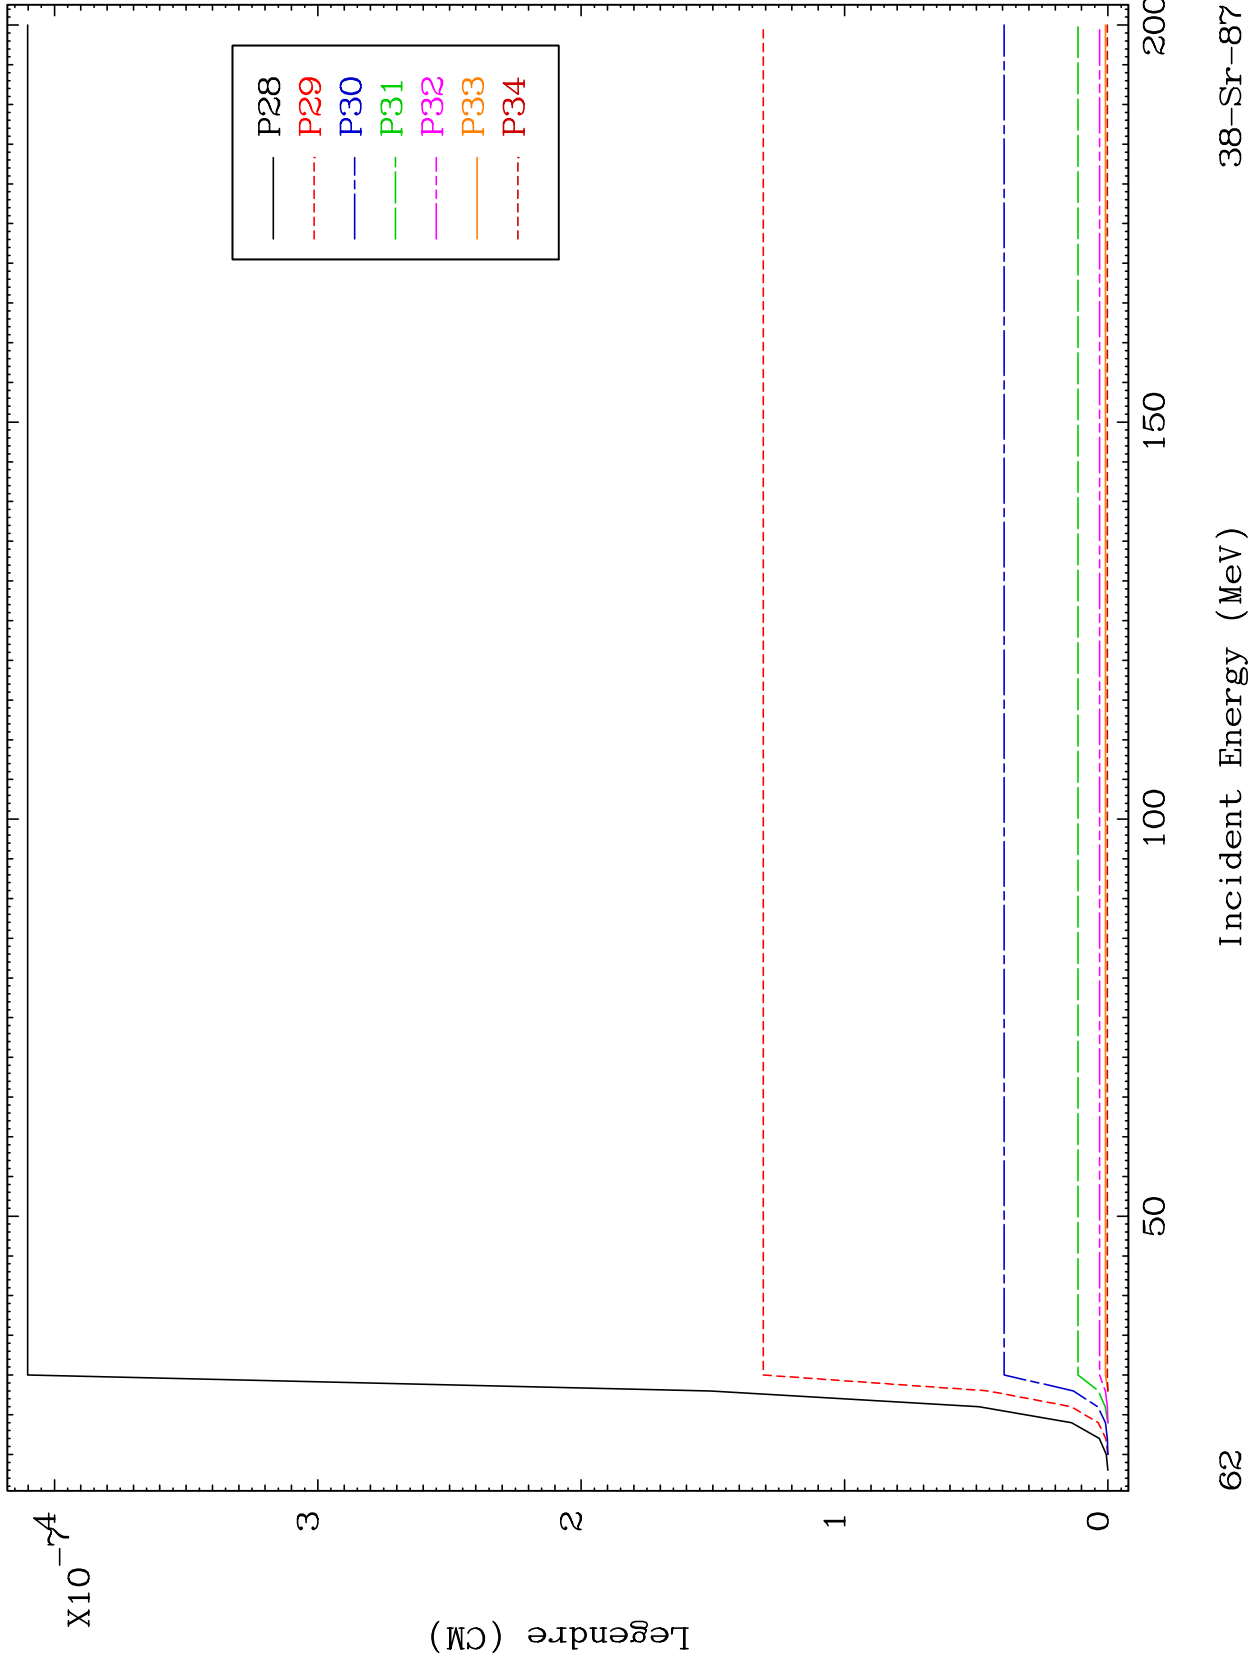 X10⁻⁷
4
3
2
1
0
Legendre (CM)
P28
P29
P30
P31
P32
P33
P34
50
100
150
200
Incident Energy (MeV)
62
38-Sr-87